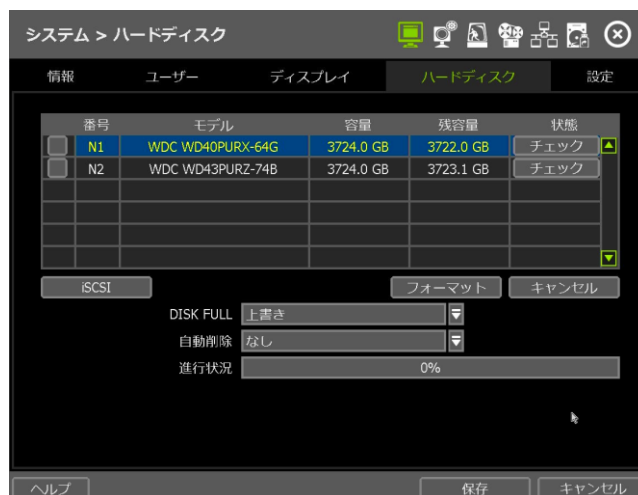 システム > ハードディスク
情報 ユーザー ディスプレイ ハードディスク 設定
番号 モデル 容量 残容量 状態
N1 WDC WD40PURX-64G 3724.0 GB 3722.0 GB チェック
N2 WDC WD43PURZ-74B 3724.0 GB 3723.1 GB チェック
iSCSI フォーマット キャンセル
DISK FULL 上書き
自動削除 なし
進行状況 0%
ヘルプ 保存 キャンセル